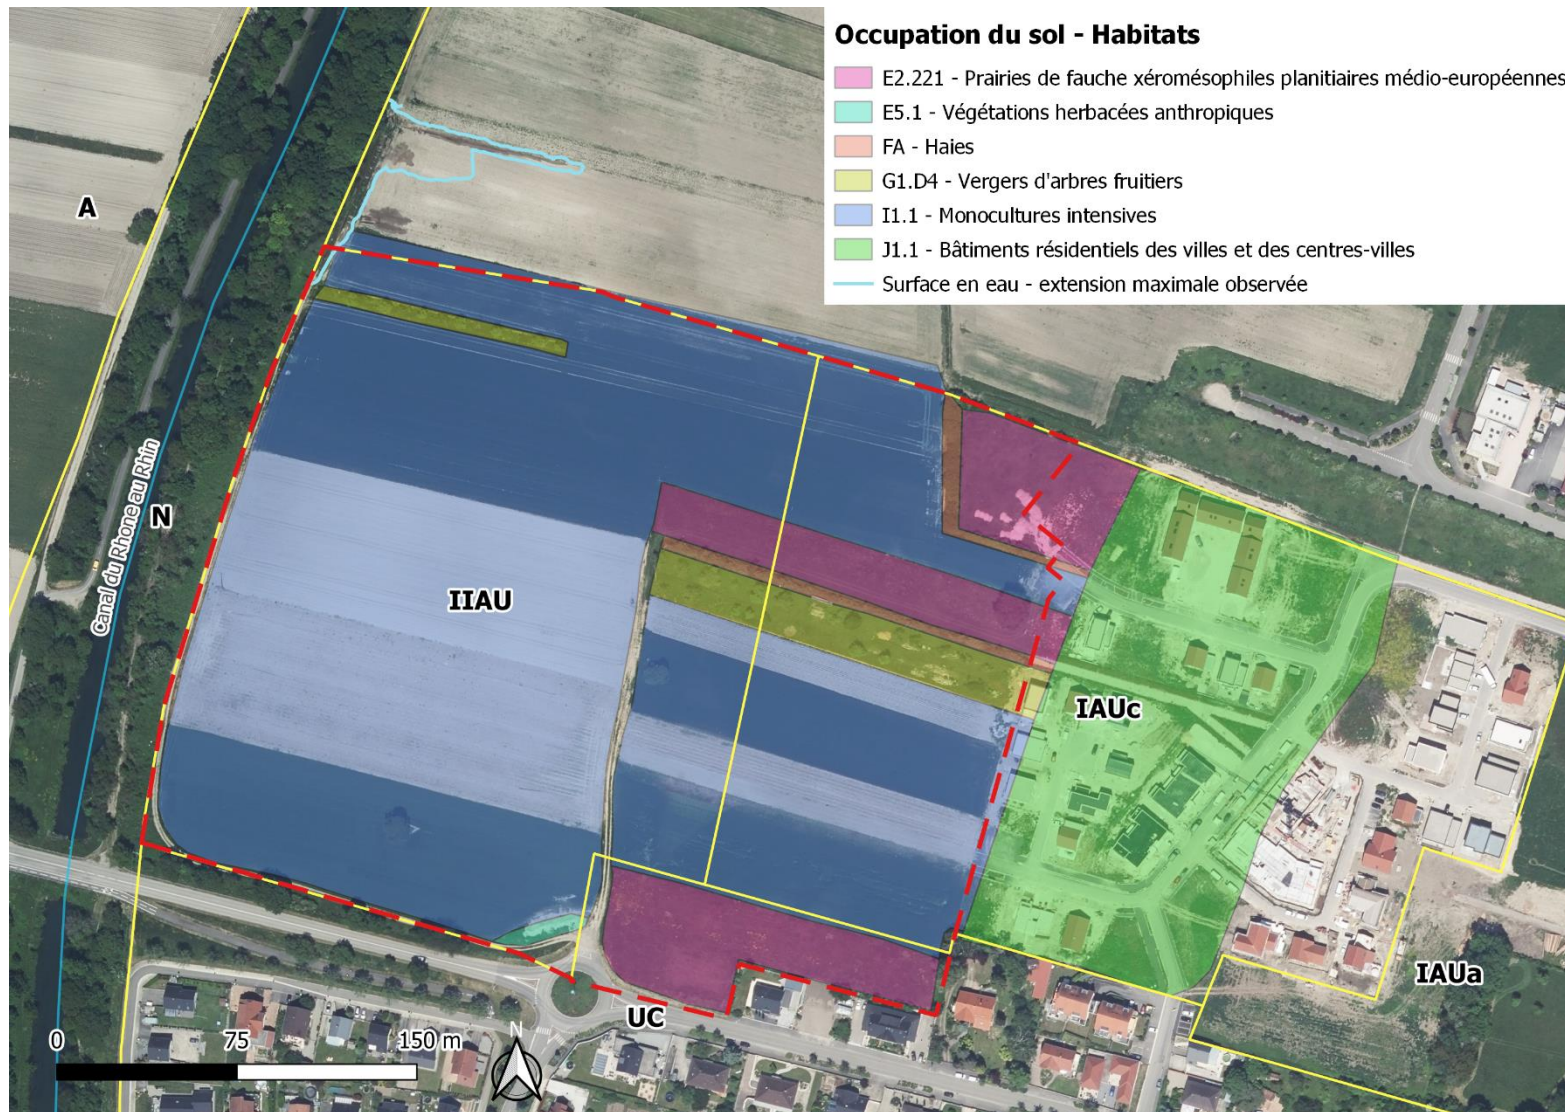 Occupation du sol - Habitats
E2.221 - Prairies de fauche xéromésophiles planitiaires médio-européennes
E5.1 - Végétations herbacées anthropiques
FA - Haies
G1.D4 - Vergers d'arbres fruitiers
I1.1 - Monocultures intensives
J1.1 - Bâtiments résidentiels des villes et des centres-villes
Surface en eau - extension maximale observée
A
N
Canal du Rhone au Rhin
IIAU
IAUc
IAUa
UC
0 75 150 m
N